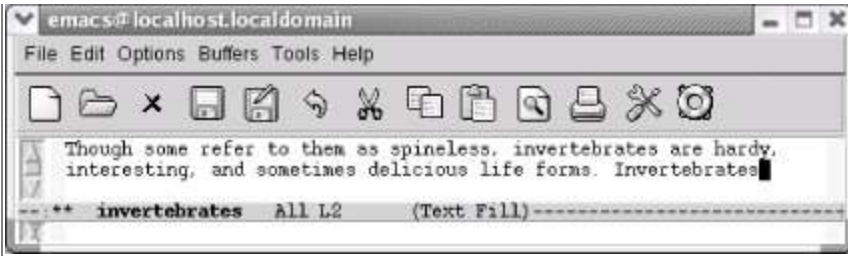 emacs@localhost.localdomain
File Edit Options Buffers Tools Help
Though some refer to them as spineless, invertebrates are hardy,
interesting, and sometimes delicious life forms. Invertebrates
--:** invertebrates All L2 (Text Fill)----------------------------